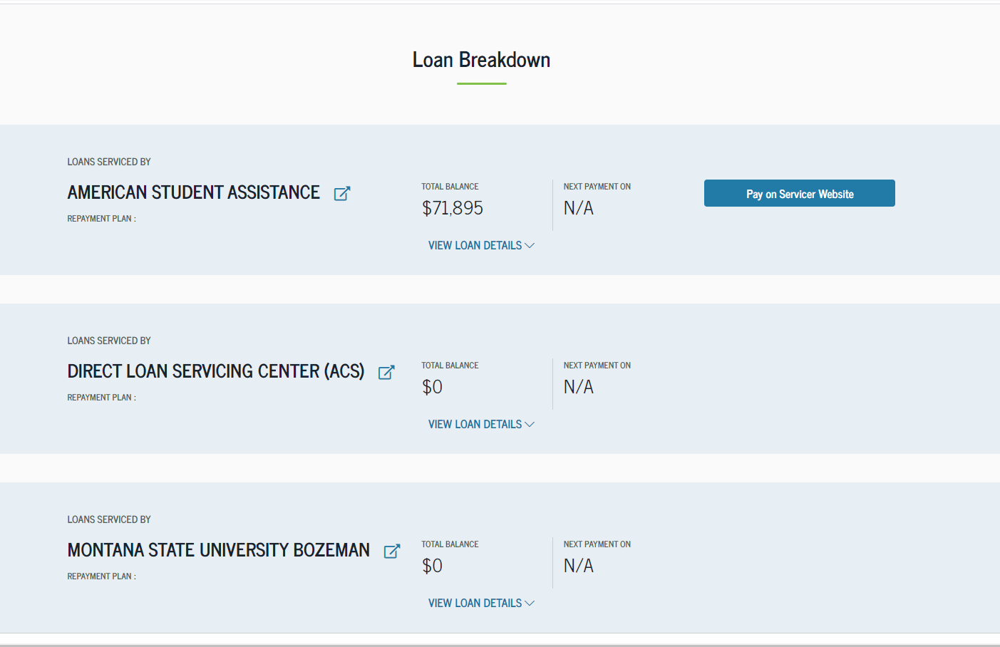 Loan Breakdown
LOANS SERVICED BY
AMERICAN STUDENT ASSISTANCE
REPAYMENT PLAN :
TOTAL BALANCE
$71,895
NEXT PAYMENT ON
N/A
Pay on Servicer Website
VIEW LOAN DETAILS
LOANS SERVICED BY
DIRECT LOAN SERVICING CENTER (ACS)
REPAYMENT PLAN :
TOTAL BALANCE
$0
NEXT PAYMENT ON
N/A
VIEW LOAN DETAILS
LOANS SERVICED BY
MONTANA STATE UNIVERSITY BOZEMAN
REPAYMENT PLAN :
TOTAL BALANCE
$0
NEXT PAYMENT ON
N/A
VIEW LOAN DETAILS